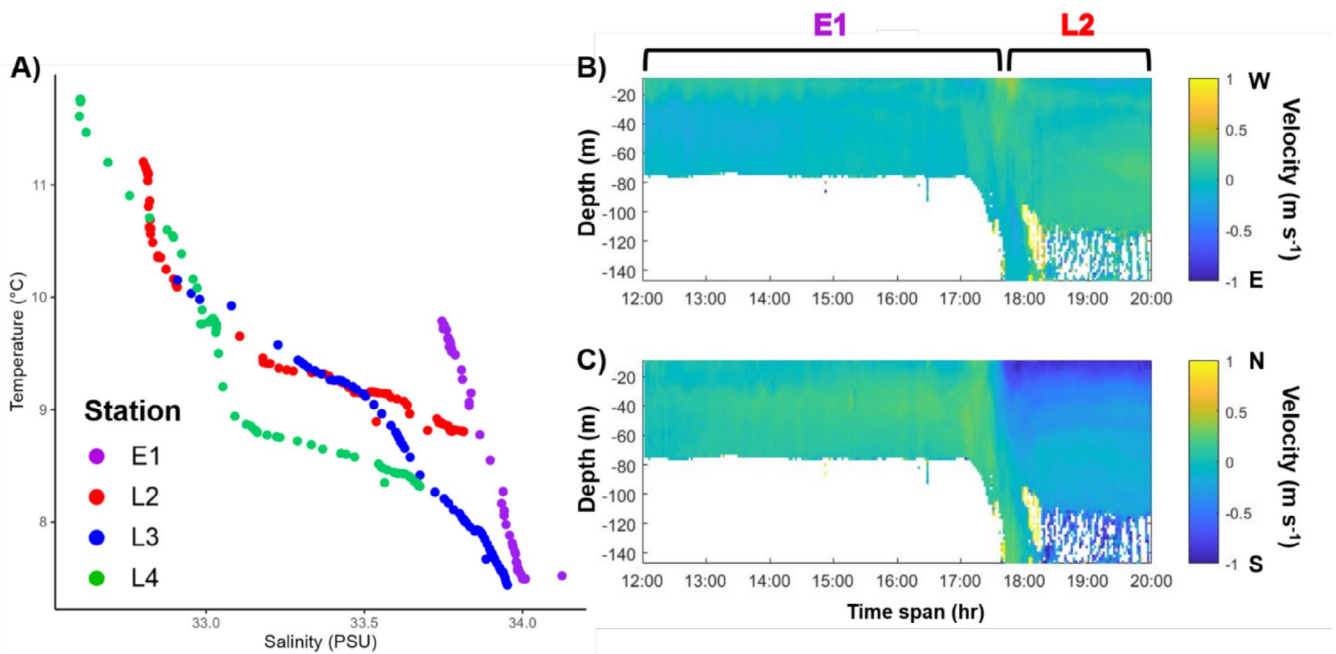 A)
11
10
9
8
Temperature (°C)
33.0
33.5
34.0
Salinity (PSU)
Station
E1
L2
L3
L4
E1
L2
B)
-20
-40
-60
-80
-100
-120
-140
Depth (m)
12:00 13:00 14:00 15:00 16:00 17:00 18:00 19:00 20:00
1
0.5
0
-0.5
-1
W
E
Velocity (m s-1)
C)
-20
-40
-60
-80
-100
-120
-140
Depth (m)
12:00 13:00 14:00 15:00 16:00 17:00 18:00 19:00 20:00
Time span (hr)
1
0.5
0
-0.5
-1
N
S
Velocity (m s-1)